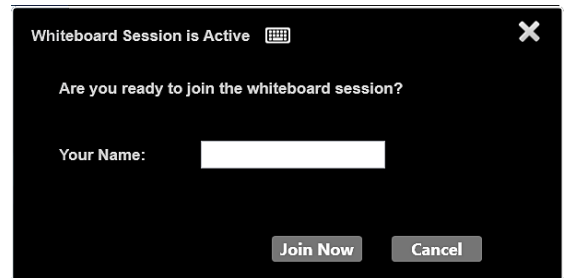 Whiteboard Session is Active
Are you ready to join the whiteboard session?
Your Name:
Join Now Cancel